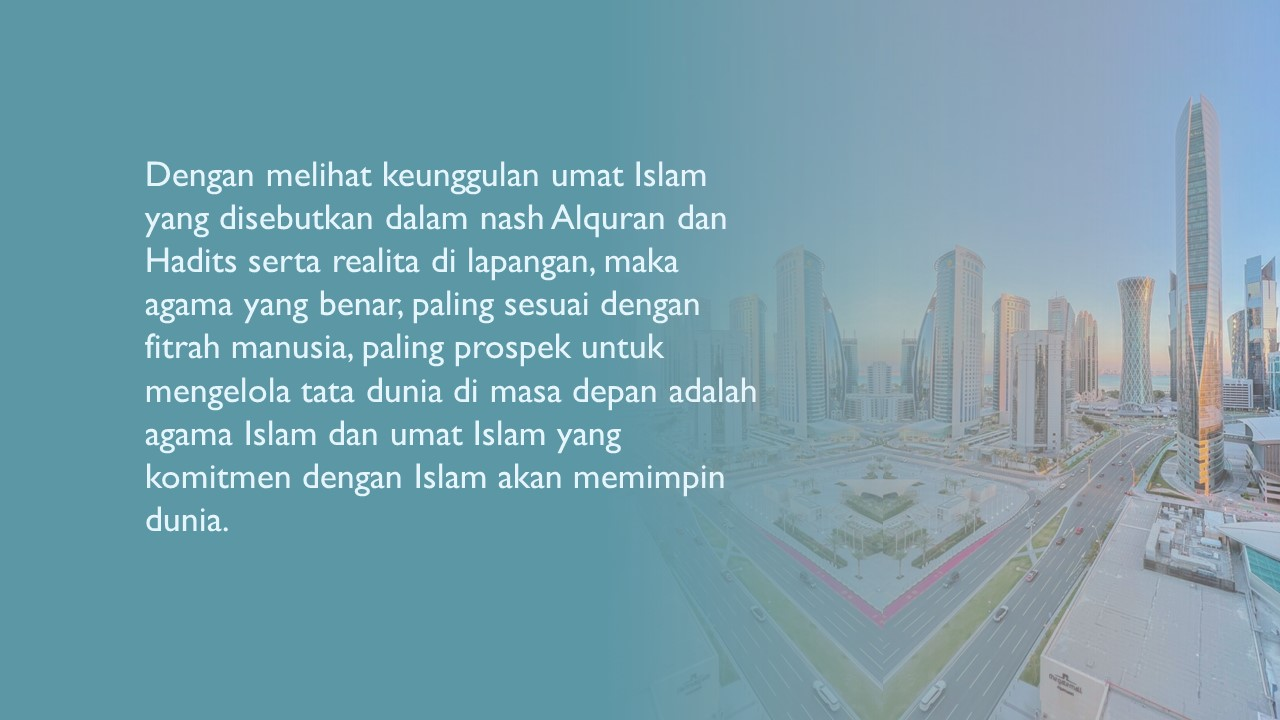 Dengan melihat keunggulan umat Islam
yang disebutkan dalam nash Alquran dan
Hadits serta realita di lapangan, maka
agama yang benar, paling sesuai dengan
fitrah manusia, paling prospek untuk
mengelola tata dunia di masa depan adalah
agama Islam dan umat Islam yang
komitmen dengan Islam akan memimpin
dunia.